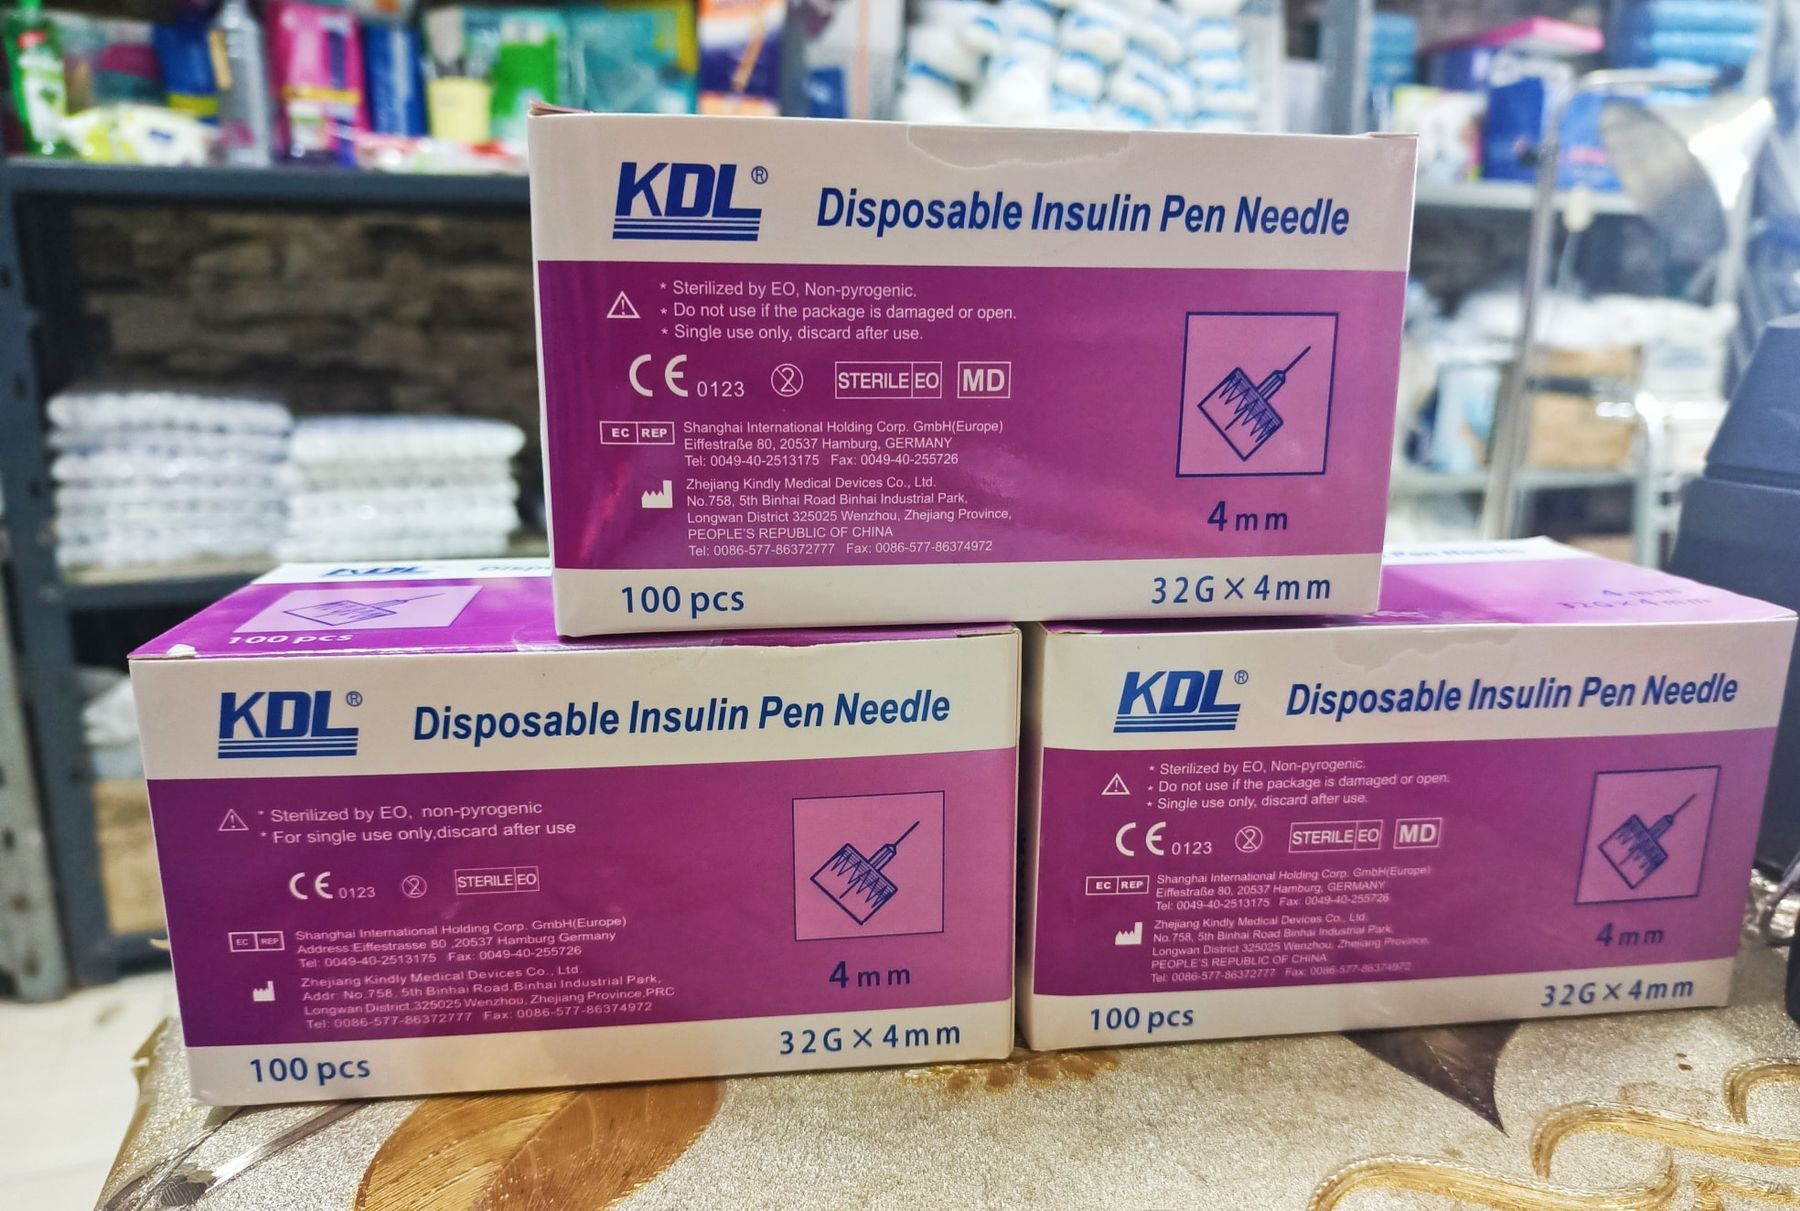 KDL®
Disposable Insulin Pen Needle
* Sterilized by EO, Non-pyrogenic.
* Do not use if the package is damaged or open.
* Single use only, discard after use.
CE 0123
2
STERILE EO
MD
EC REP
Shanghai International Holding Corp. GmbH(Europe)
Eiffestraße 80, 20537 Hamburg, GERMANY
Tel: 0049-40-2513175 Fax: 0049-40-255726
Zhejiang Kindly Medical Devices Co., Ltd.
No.758, 5th Binhai Road Binhai Industrial Park,
Longwan District 325025 Wenzhou, Zhejiang Province,
PEOPLE'S REPUBLIC OF CHINA
Tel: 0086-577-86372777 Fax: 0086-577-86374972
4mm
100 pcs
32G×4mm
KDL
100 pcs
KDL®
Disposable Insulin Pen Needle
* Sterilized by EO, non-pyrogenic
* For single use only,discard after use
CE 0123
2
STERILE EO
EC REP
Shanghai International Holding Corp. GmbH(Europe)
Address:Eiffestrasse 80 ,20537 Hamburg Germany
Tel: 0049-40-2513175 Fax: 0049-40-255726
Zhejiang Kindly Medical Devices Co., Ltd.
Addr: No.758, 5th Binhai Road,Binhai Industrial Park,
Longwan District,325025 Wenzhou, Zhejiang Province,PRC
Tel: 0086-577-86372777 Fax: 0086-577-86374972
4mm
100 pcs
32G×4mm
Pen Needle
4mm
32G×4mm
KDL®
Disposable Insulin Pen Needle
* Sterilized by EO, Non-pyrogenic.
* Do not use if the package is damaged or open.
* Single use only, discard after use.
CE 0123
2
STERILE EO
MD
EC REP
Shanghai International Holding Corp. GmbH(Europe)
Eiffestraße 80, 20537 Hamburg, GERMANY
Tel: 0049-40-2513175 Fax: 0049-40-255726
Zhejiang Kindly Medical Devices Co., Ltd.
No.758, 5th Binhai Road Binhai Industrial Park,
Longwan District 325025 Wenzhou, Zhejiang Province,
PEOPLE'S REPUBLIC OF CHINA
Tel: 0086-577-86372777 Fax: 0086-577-86374972
4mm
100 pcs
32G×4mm